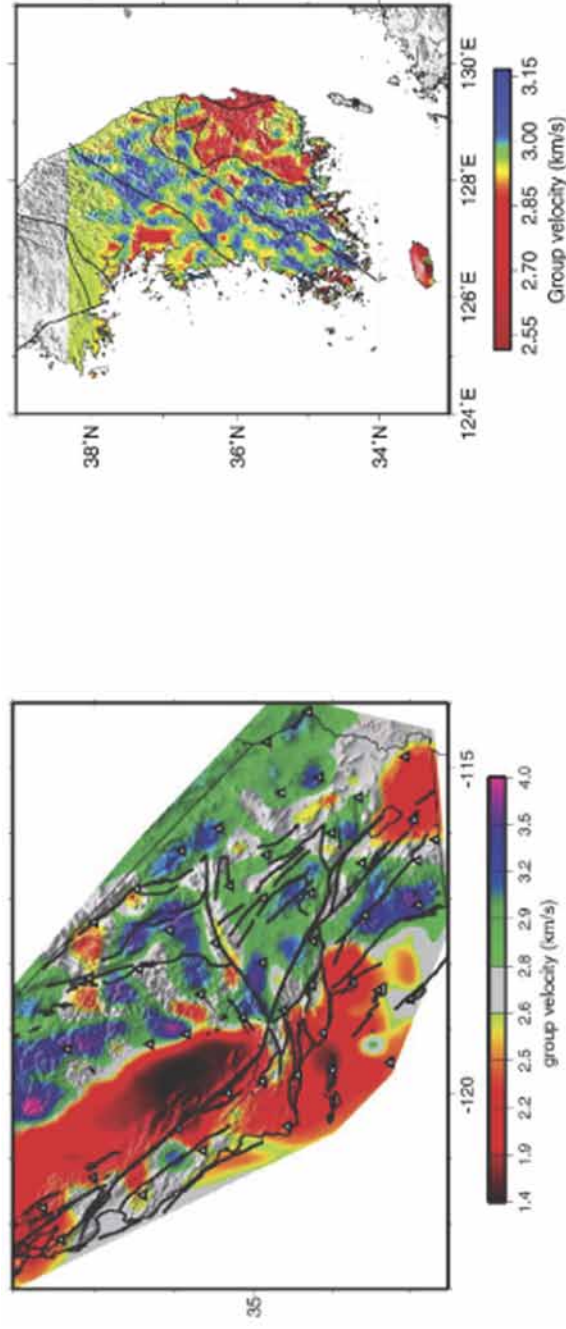 35
-120 -115
1.4 1.9 2.2 2.5 2.6 2.8 2.9 3.2 3.5 4.0
group velocity (km/s)
38°N
36°N
34°N
124°E 126°E 128°E 130°E
2.55 2.70 2.85 3.00 3.15
Group velocity (km/s)